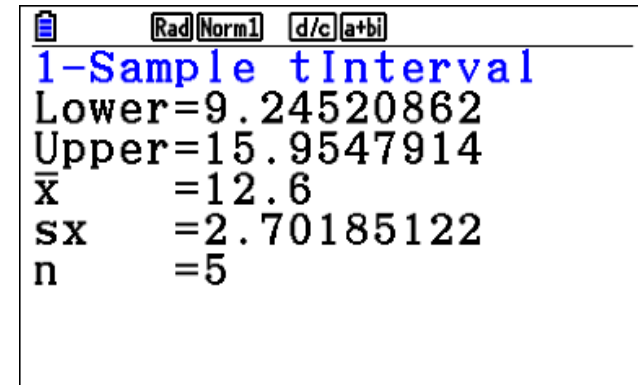 Rad Norm1 d/c a+bi
1-Sample tInterval
Lower=9.24520862
Upper=15.9547914
x̅ =12.6
sx =2.70185122
n =5